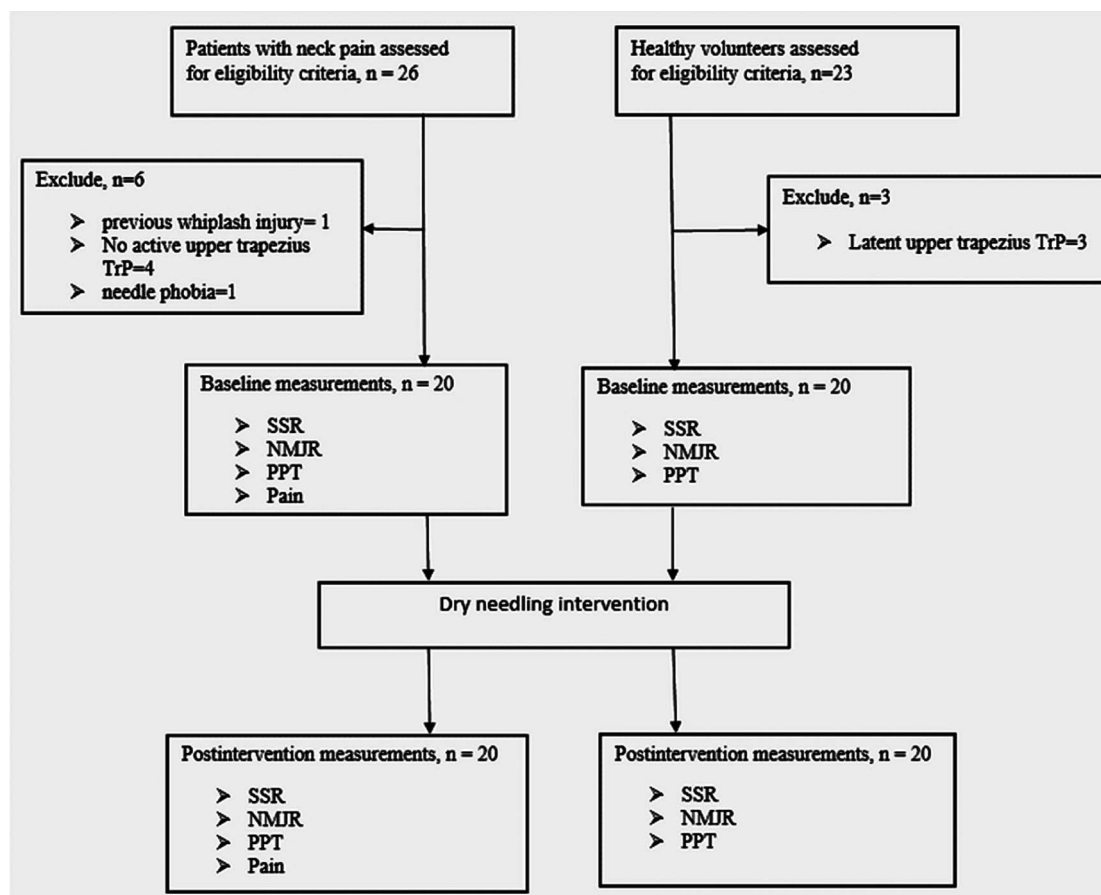 Patients with neck pain assessed
for eligibility criteria, n = 26
Healthy volunteers assessed
for eligibility criteria, n=23
Exclude, n=6
➢ previous whiplash injury= 1
➢ No active upper trapezius
TrP=4
➢ needle phobia=1
Exclude, n=3
➢ Latent upper trapezius TrP=3
Baseline measurements, n = 20
➢ SSR
➢ NMJR
➢ PPT
➢ Pain
Baseline measurements, n = 20
➢ SSR
➢ NMJR
➢ PPT
Dry needling intervention
Postintervention measurements, n = 20
➢ SSR
➢ NMJR
➢ PPT
➢ Pain
Postintervention measurements, n = 20
➢ SSR
➢ NMJR
➢ PPT